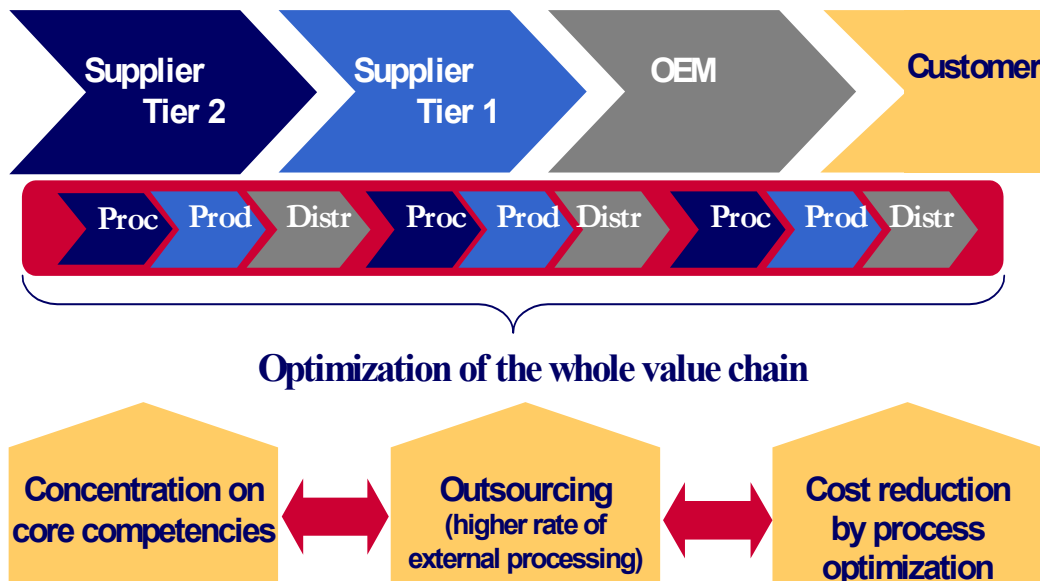 Supplier
Tier 2
Supplier
Tier 1
OEM
Customer
Proc Prod Distr Proc Prod Distr Proc Prod Distr
Optimization of the whole value chain
Concentration on
core competencies
Outsourcing
(higher rate of
external processing)
Cost reduction
by process
optimization